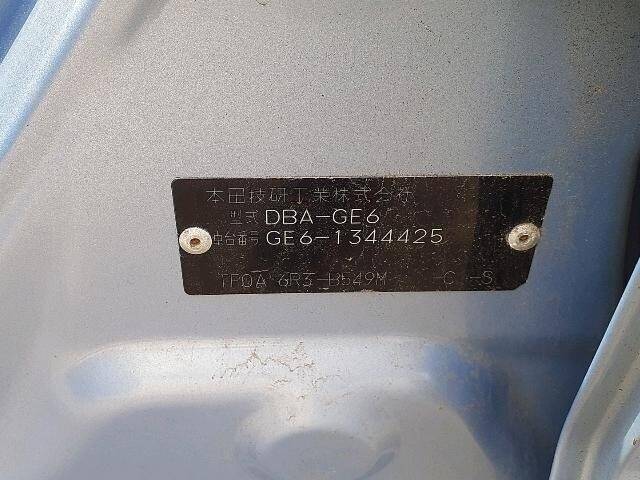 本田技研工業株式会社
型式 DBA-GE6
車台番号 GE6-1344425
B549M -C -S